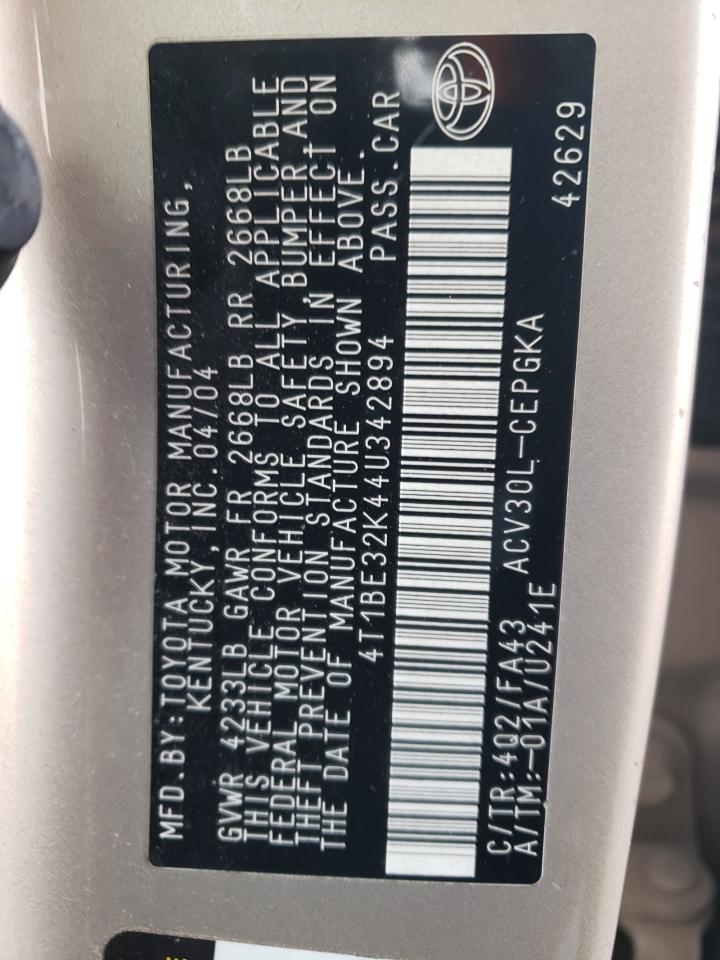 MFD.BY:TOYOTA MOTOR MANUFACTURING,
KENTUCKY,INC.04/04
GVWR 4233LB GAWR FR 2668LB RR 2668LB
THIS VEHICLE CONFORMS TO ALL APPLICABLE
FEDERAL MOTOR VEHICLE SAFETY,BUMPER,AND
THEFT PREVENTION STANDARDS IN EFFECT ON
THE DATE OF MANUFACTURE SHOWN ABOVE.
4T1BE32K44U342894 PASS.CAR
C/TR:4Q2/FA43 ACV30L-CEPGKA
A/TM:-01A/U241E
42629